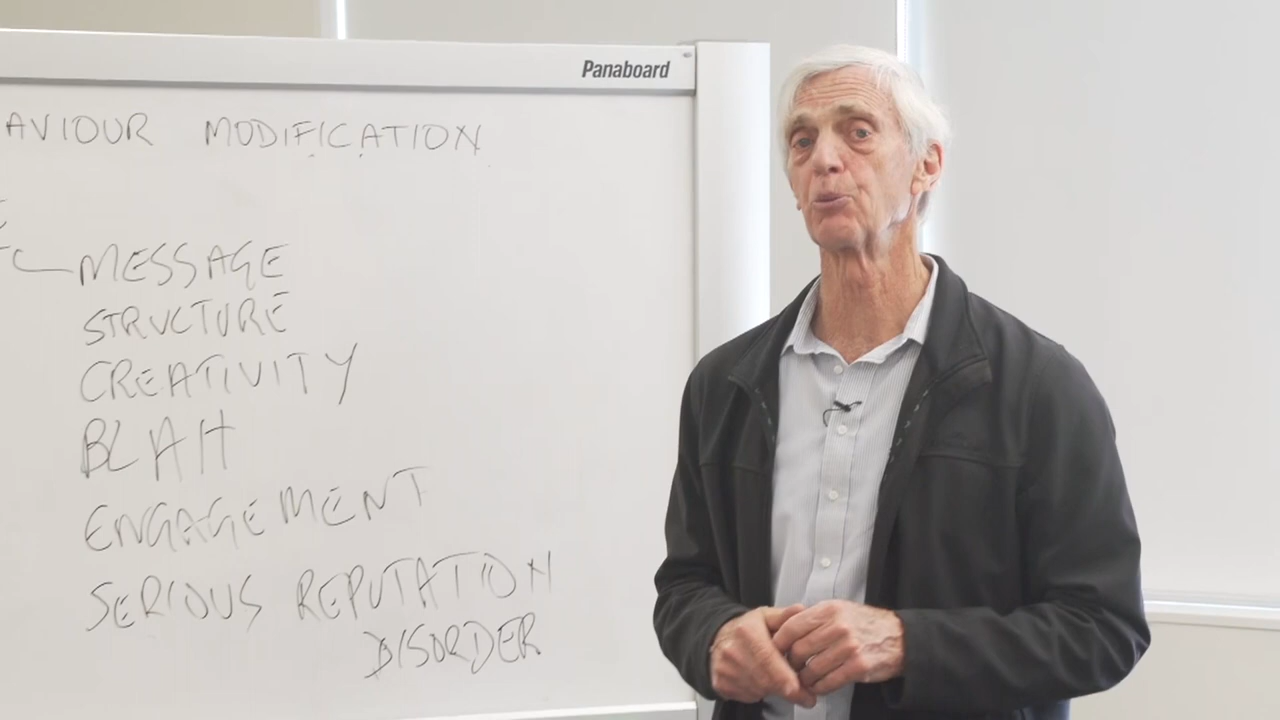 Panaboard
AVIOUR MODIFICATION
MESSAGE
STRUCTURE
CREATIVITY
BLAH
ENGAGEMENT
SERIOUS REPUTATION
DISORDER